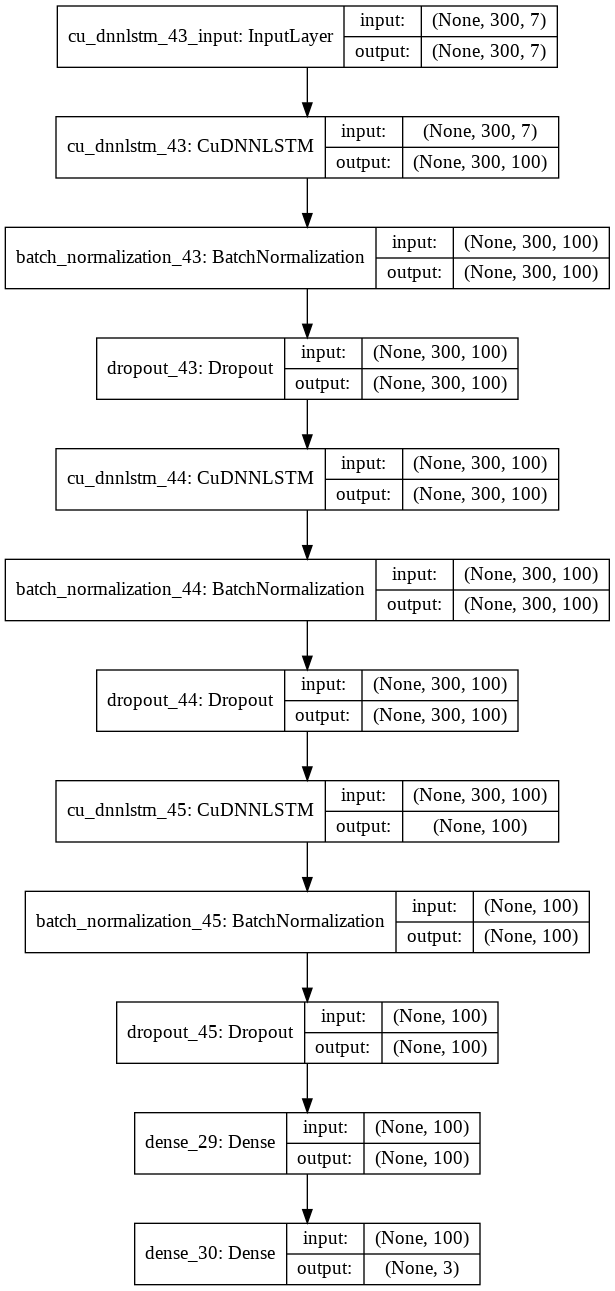 cu_dnnlstm_43_input: InputLayer
input: (None, 300, 7)
output: (None, 300, 7)
cu_dnnlstm_43: CuDNNLSTM
input: (None, 300, 7)
output: (None, 300, 100)
batch_normalization_43: BatchNormalization
input: (None, 300, 100)
output: (None, 300, 100)
dropout_43: Dropout
input: (None, 300, 100)
output: (None, 300, 100)
cu_dnnlstm_44: CuDNNLSTM
input: (None, 300, 100)
output: (None, 300, 100)
batch_normalization_44: BatchNormalization
input: (None, 300, 100)
output: (None, 300, 100)
dropout_44: Dropout
input: (None, 300, 100)
output: (None, 300, 100)
cu_dnnlstm_45: CuDNNLSTM
input: (None, 300, 100)
output: (None, 100)
batch_normalization_45: BatchNormalization
input: (None, 100)
output: (None, 100)
dropout_45: Dropout
input: (None, 100)
output: (None, 100)
dense_29: Dense
input: (None, 100)
output: (None, 100)
dense_30: Dense
input: (None, 100)
output: (None, 3)